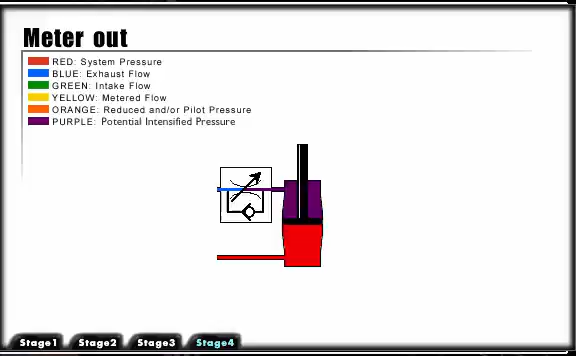 Meter out
RED: System Pressure
BLUE: Exhaust Flow
GREEN: Intake Flow
YELLOW: Metered Flow
ORANGE: Reduced and/or Pilot Pressure
PURPLE: Potential Intensified Pressure
Stage1 Stage2 Stage3 Stage4